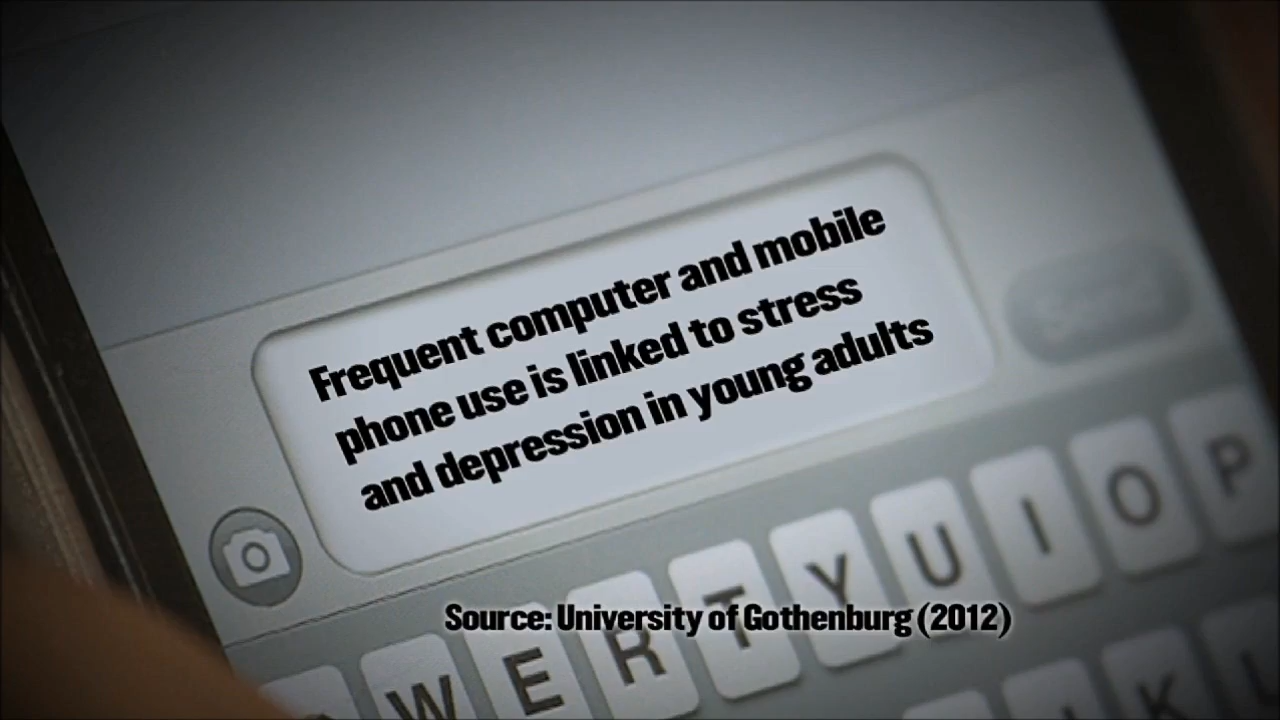 Frequent computer and mobile
phone use is linked to stress
and depression in young adults
Source: University of Gothenburg (2012)
W E R T Y U I O P
K L